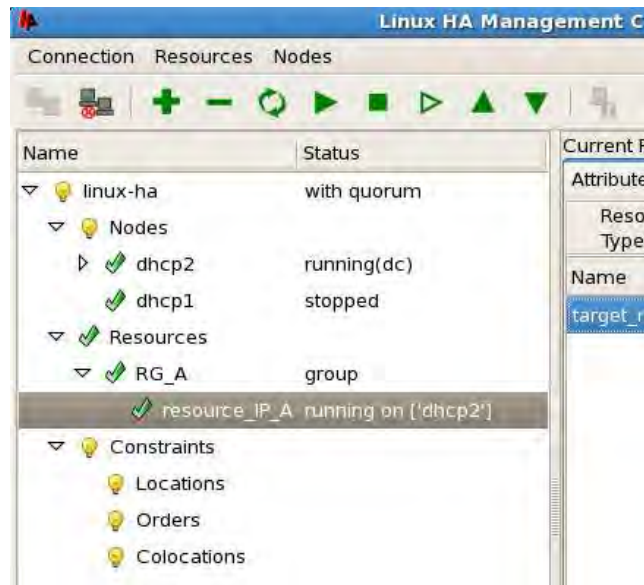 Linux HA Management C
Connection Resources Nodes
Name Status
linux-ha with quorum
Nodes
dhcp2 running(dc)
dhcp1 stopped
Resources
RG_A group
resource_IP_A running on ['dhcp2']
Constraints
Locations
Orders
Colocations
Current
Attribute
Reso
Type
Name
target_r